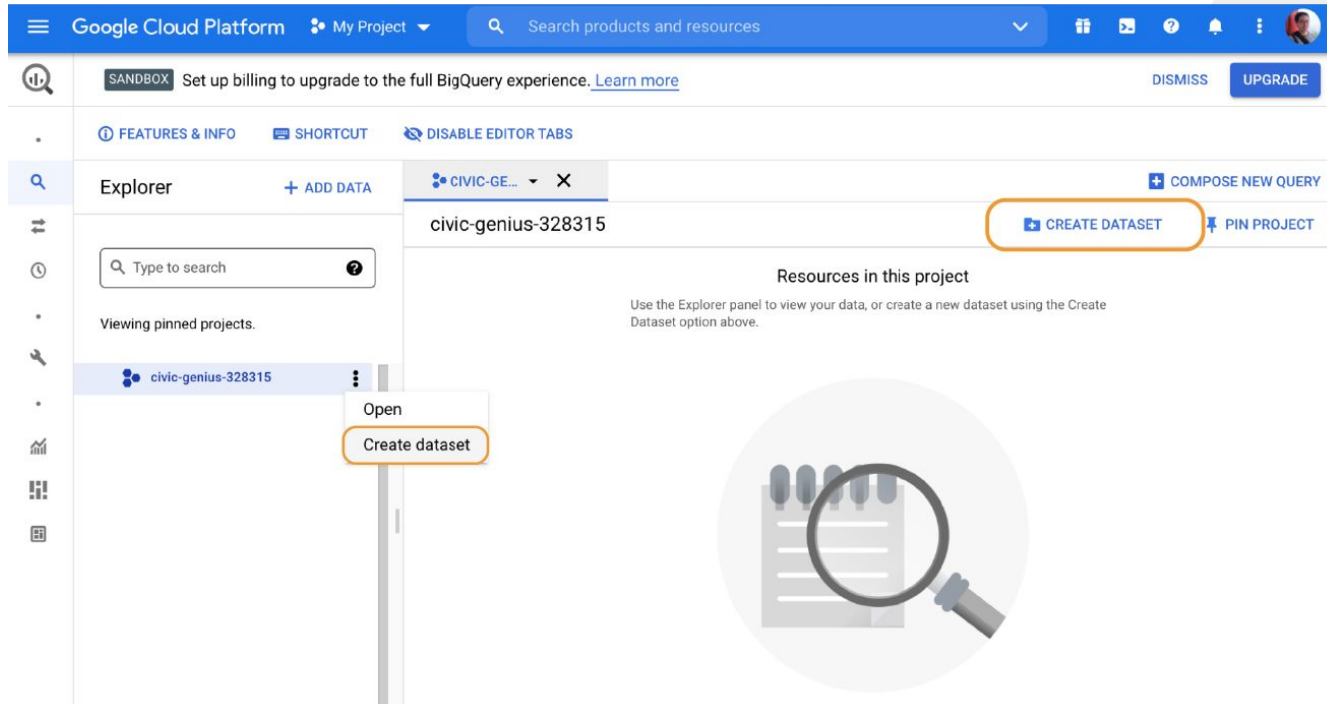 Google Cloud Platform My Project Search products and resources
SANDBOX Set up billing to upgrade to the full BigQuery experience. Learn more DISMISS UPGRADE
FEATURES & INFO SHORTCUT DISABLE EDITOR TABS
Explorer + ADD DATA
CIVIC-GE...
COMPOSE NEW QUERY
civic-genius-328315
CREATE DATASET PIN PROJECT
Type to search
Viewing pinned projects.
civic-genius-328315
Open
Create dataset
Resources in this project
Use the Explorer panel to view your data, or create a new dataset using the Create
Dataset option above.